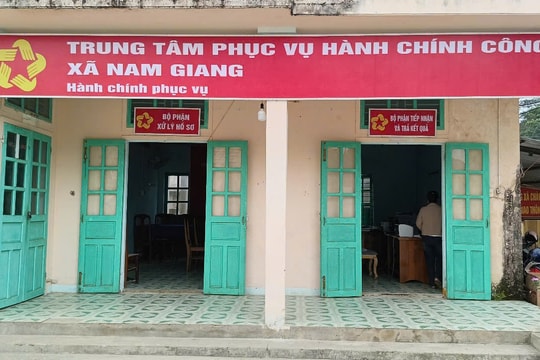 TRUNG TÂM PHỤC VỤ HÀNH CHÍNH CÔNG
XÃ NAM GIANG
Hành chính phục vụ
BỘ PHẬN
XỬ LÝ HỒ SƠ
BỘ PHẬN TIẾP NHẬN
VÀ TRẢ KẾT QUẢ